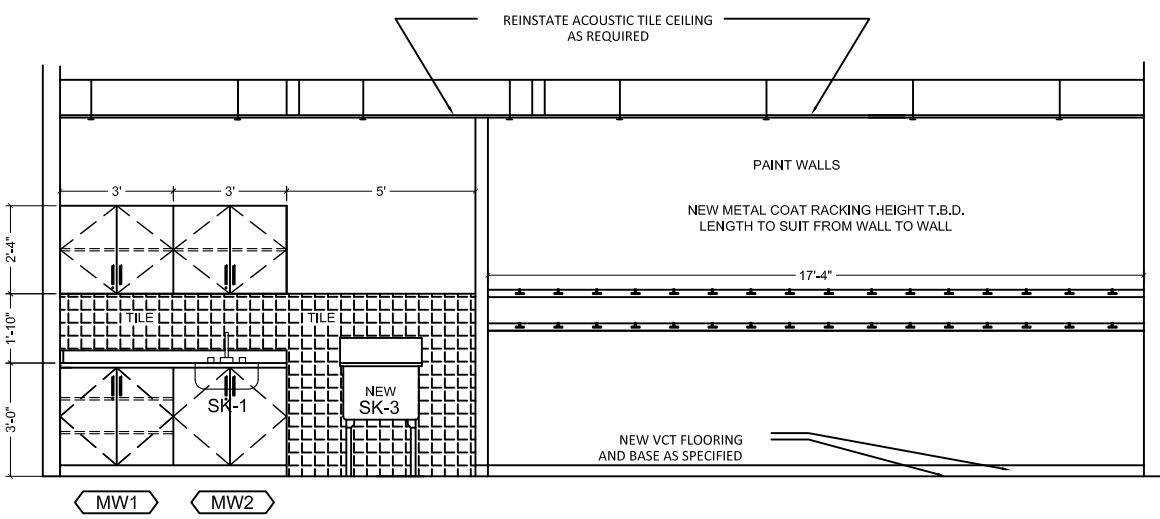 REINSTATE ACOUSTIC TILE CEILING
AS REQUIRED
PAINT WALLS
3'
3'
5'
NEW METAL COAT RACKING HEIGHT T.B.D.
LENGTH TO SUIT FROM WALL TO WALL
2'-4"
17'-4"
1'-10"
TILE
TILE
3'-0"
SK-1
NEW
SK-3
NEW VCT FLOORING
AND BASE AS SPECIFIED
MW1
MW2